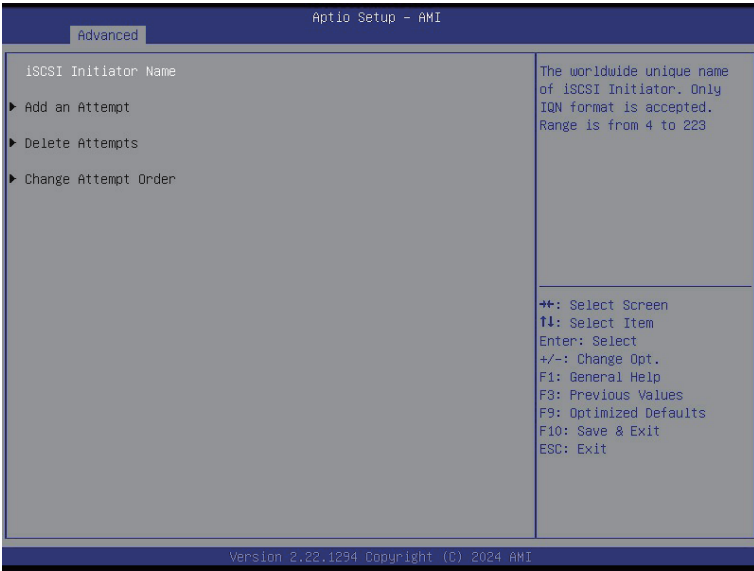 Aptio Setup – AMI
Advanced
iSCSI Initiator Name
▶ Add an Attempt
▶ Delete Attempts
▶ Change Attempt Order
The worldwide unique name
of iSCSI Initiator. Only
IQN format is accepted.
Range is from 4 to 223
→←: Select Screen
↑↓: Select Item
Enter: Select
+/-: Change Opt.
F1: General Help
F3: Previous Values
F9: Optimized Defaults
F10: Save & Exit
ESC: Exit
Version 2.22.1294 Copyright (C) 2024 AMI